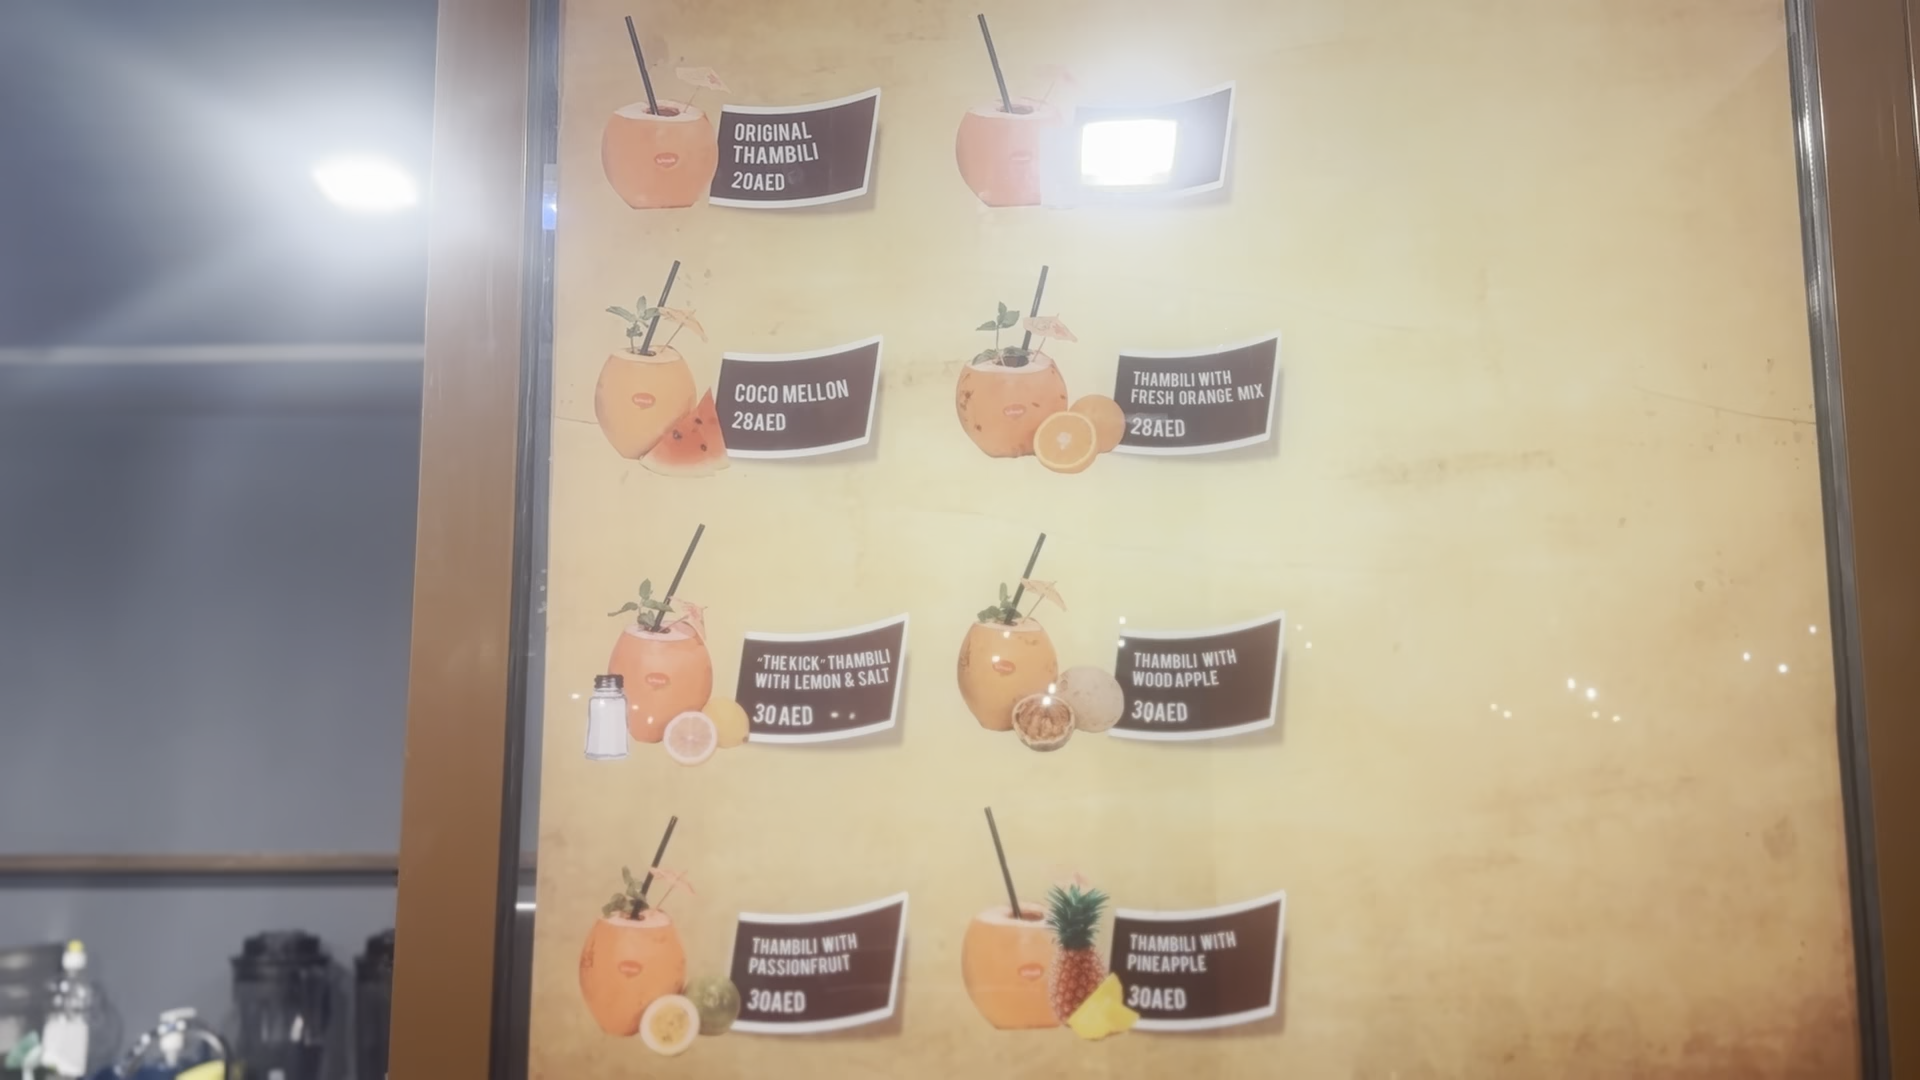 ORIGINAL
THAMBILI
20AED
COCO MELLON
28AED
THAMBILI WITH
FRESH ORANGE MIX
28AED
"THE KICK" THAMBILI
WITH LEMON & SALT
30 AED
THAMBILI WITH
WOOD APPLE
30AED
THAMBILI WITH
PASSIONFRUIT
30AED
THAMBILI WITH
PINEAPPLE
30AED